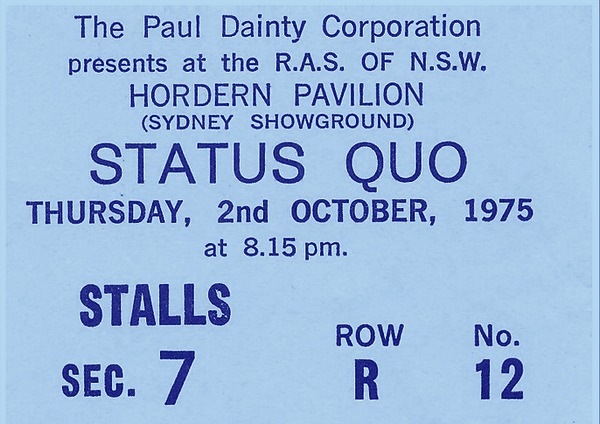 The Paul Dainty Corporation
presents at the R.A.S. OF N.S.W.
HORDERN PAVILION
(SYDNEY SHOWGROUND)
STATUS QUO
THURSDAY, 2nd OCTOBER, 1975
at 8.15 pm.
STALLS
ROW No.
SEC. 7 R 12